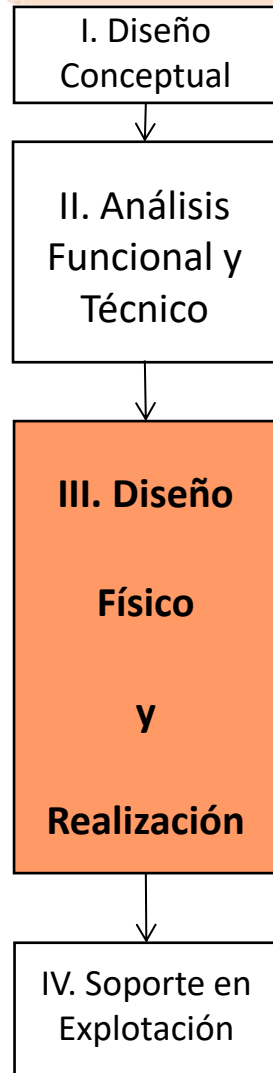 I. Diseño
Conceptual
II. Análisis
Funcional y
Técnico
III. Diseño
Físico
y
Realización
IV. Soporte en
Explotación